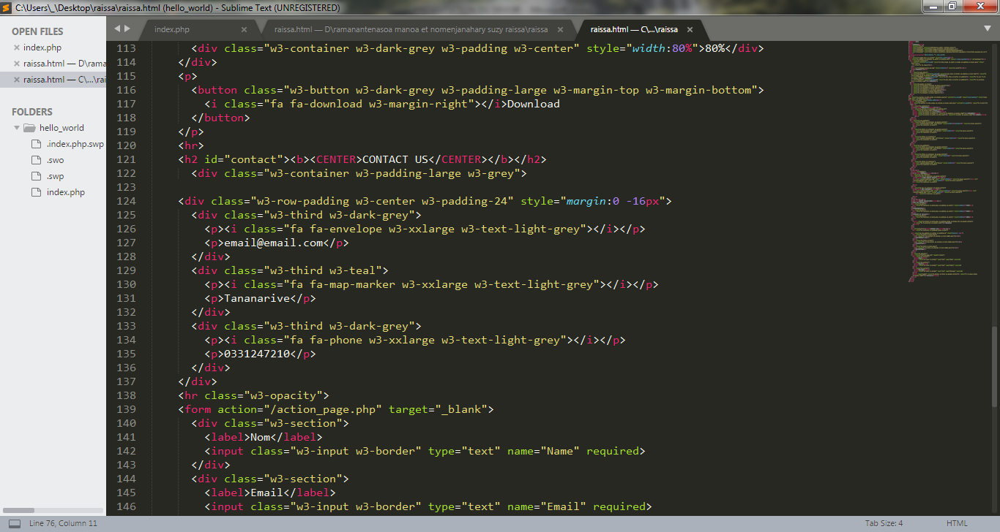 C:\Users\_\Desktop\raissa\raissa.html (hello_world) - Sublime Text (UNREGISTERED)
OPEN FILES
index.php
raissa.html — D\rama
raissa.html — C\...\rai
FOLDERS
hello_world
.index.php.swp
.swo
.swp
index.php
index.php
raissa.html — D\ramanantenasoa manoa et nomenjanahary suzy raissa\raissa
raissa.html — C\...\raissa
113 <div class="w3-container w3-dark-grey w3-padding w3-center" style="width:80%">80%</div>
114 </div>
115 <p>
116 <button class="w3-button w3-dark-grey w3-padding-large w3-margin-top w3-margin-bottom">
117 <i class="fa fa-download w3-margin-right"></i>Download
118 </button>
119 </p>
120 <hr>
121 <h2 id="contact"><b><CENTER>CONTACT US</CENTER></b></h2>
122 <div class="w3-container w3-padding-large w3-grey">
123
124 <div class="w3-row-padding w3-center w3-padding-24" style="margin:0 -16px">
125 <div class="w3-third w3-dark-grey">
126 <p><i class="fa fa-envelope w3-xxlarge w3-text-light-grey"></i></p>
127 <p>email@email.com</p>
128 </div>
129 <div class="w3-third w3-teal">
130 <p><i class="fa fa-map-marker w3-xxlarge w3-text-light-grey"></i></p>
131 <p>Tananarive</p>
132 </div>
133 <div class="w3-third w3-dark-grey">
134 <p><i class="fa fa-phone w3-xxlarge w3-text-light-grey"></i></p>
135 <p>0331247210</p>
136 </div>
137 </div>
138 <hr class="w3-opacity">
139 <form action="/action_page.php" target="_blank">
140 <div class="w3-section">
141 <label>Nom</label>
142 <input class="w3-input w3-border" type="text" name="Name" required>
143 </div>
144 <div class="w3-section">
145 <label>Email</label>
146 <input class="w3-input w3-border" type="text" name="Email" required>
Line 76, Column 11
Tab Size: 4
HTML